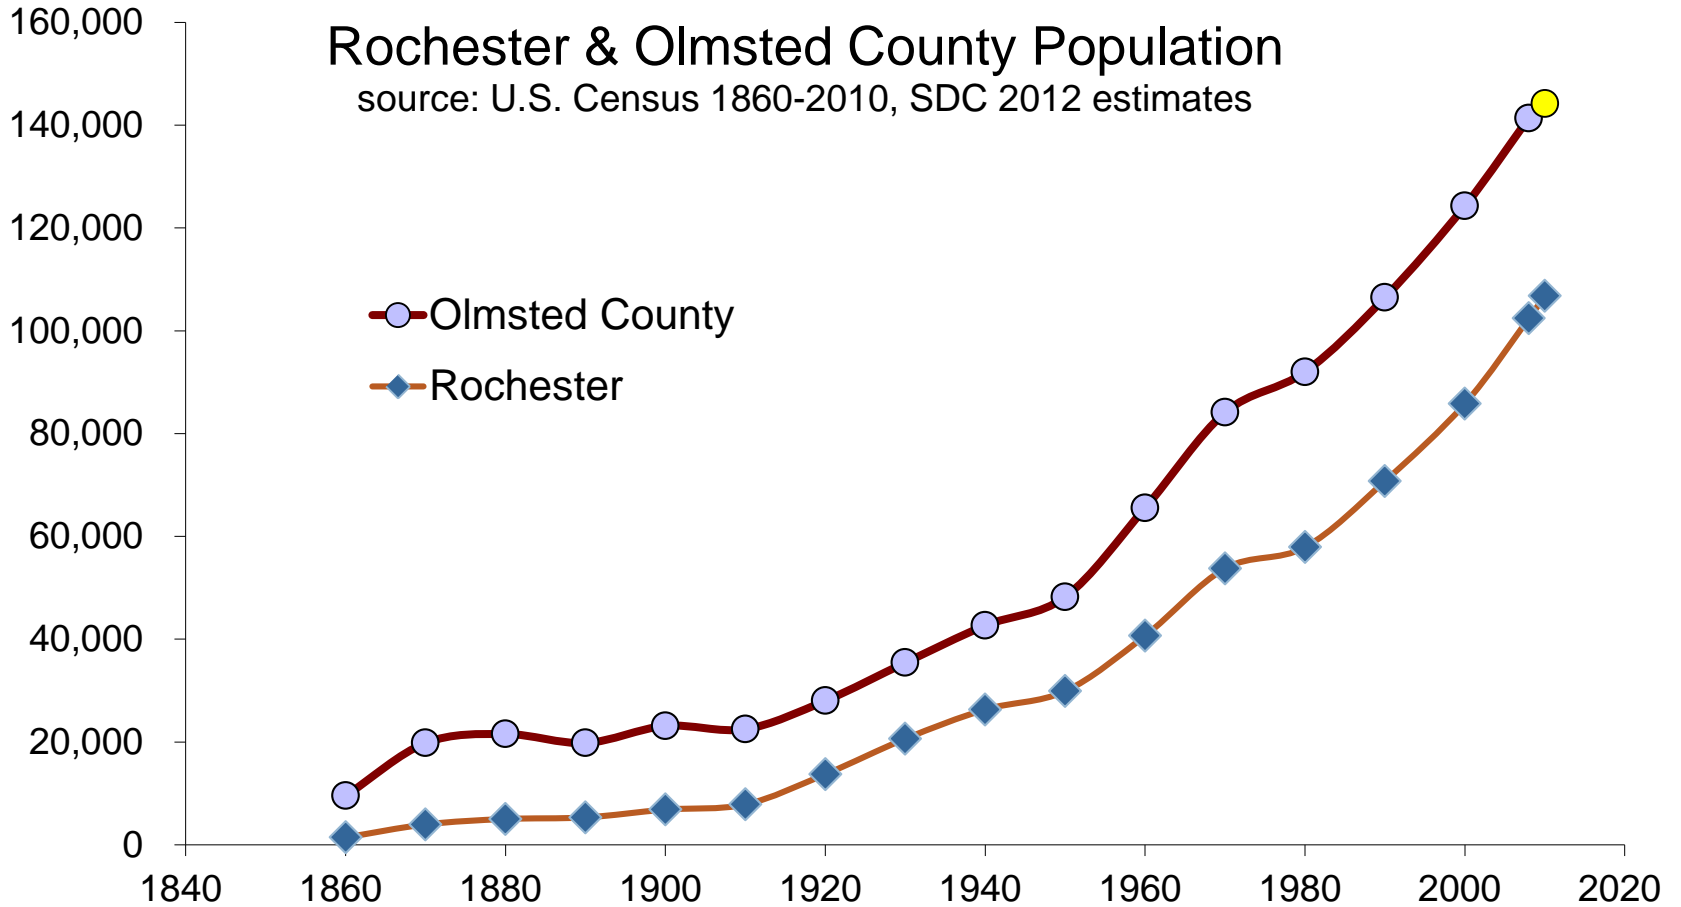 Rochester & Olmsted County Population
source: U.S. Census 1860-2010, SDC 2012 estimates
160,000
140,000
120,000
100,000
80,000
60,000
40,000
20,000
0
Olmsted County
Rochester
1840 1860 1880 1900 1920 1940 1960 1980 2000 2020